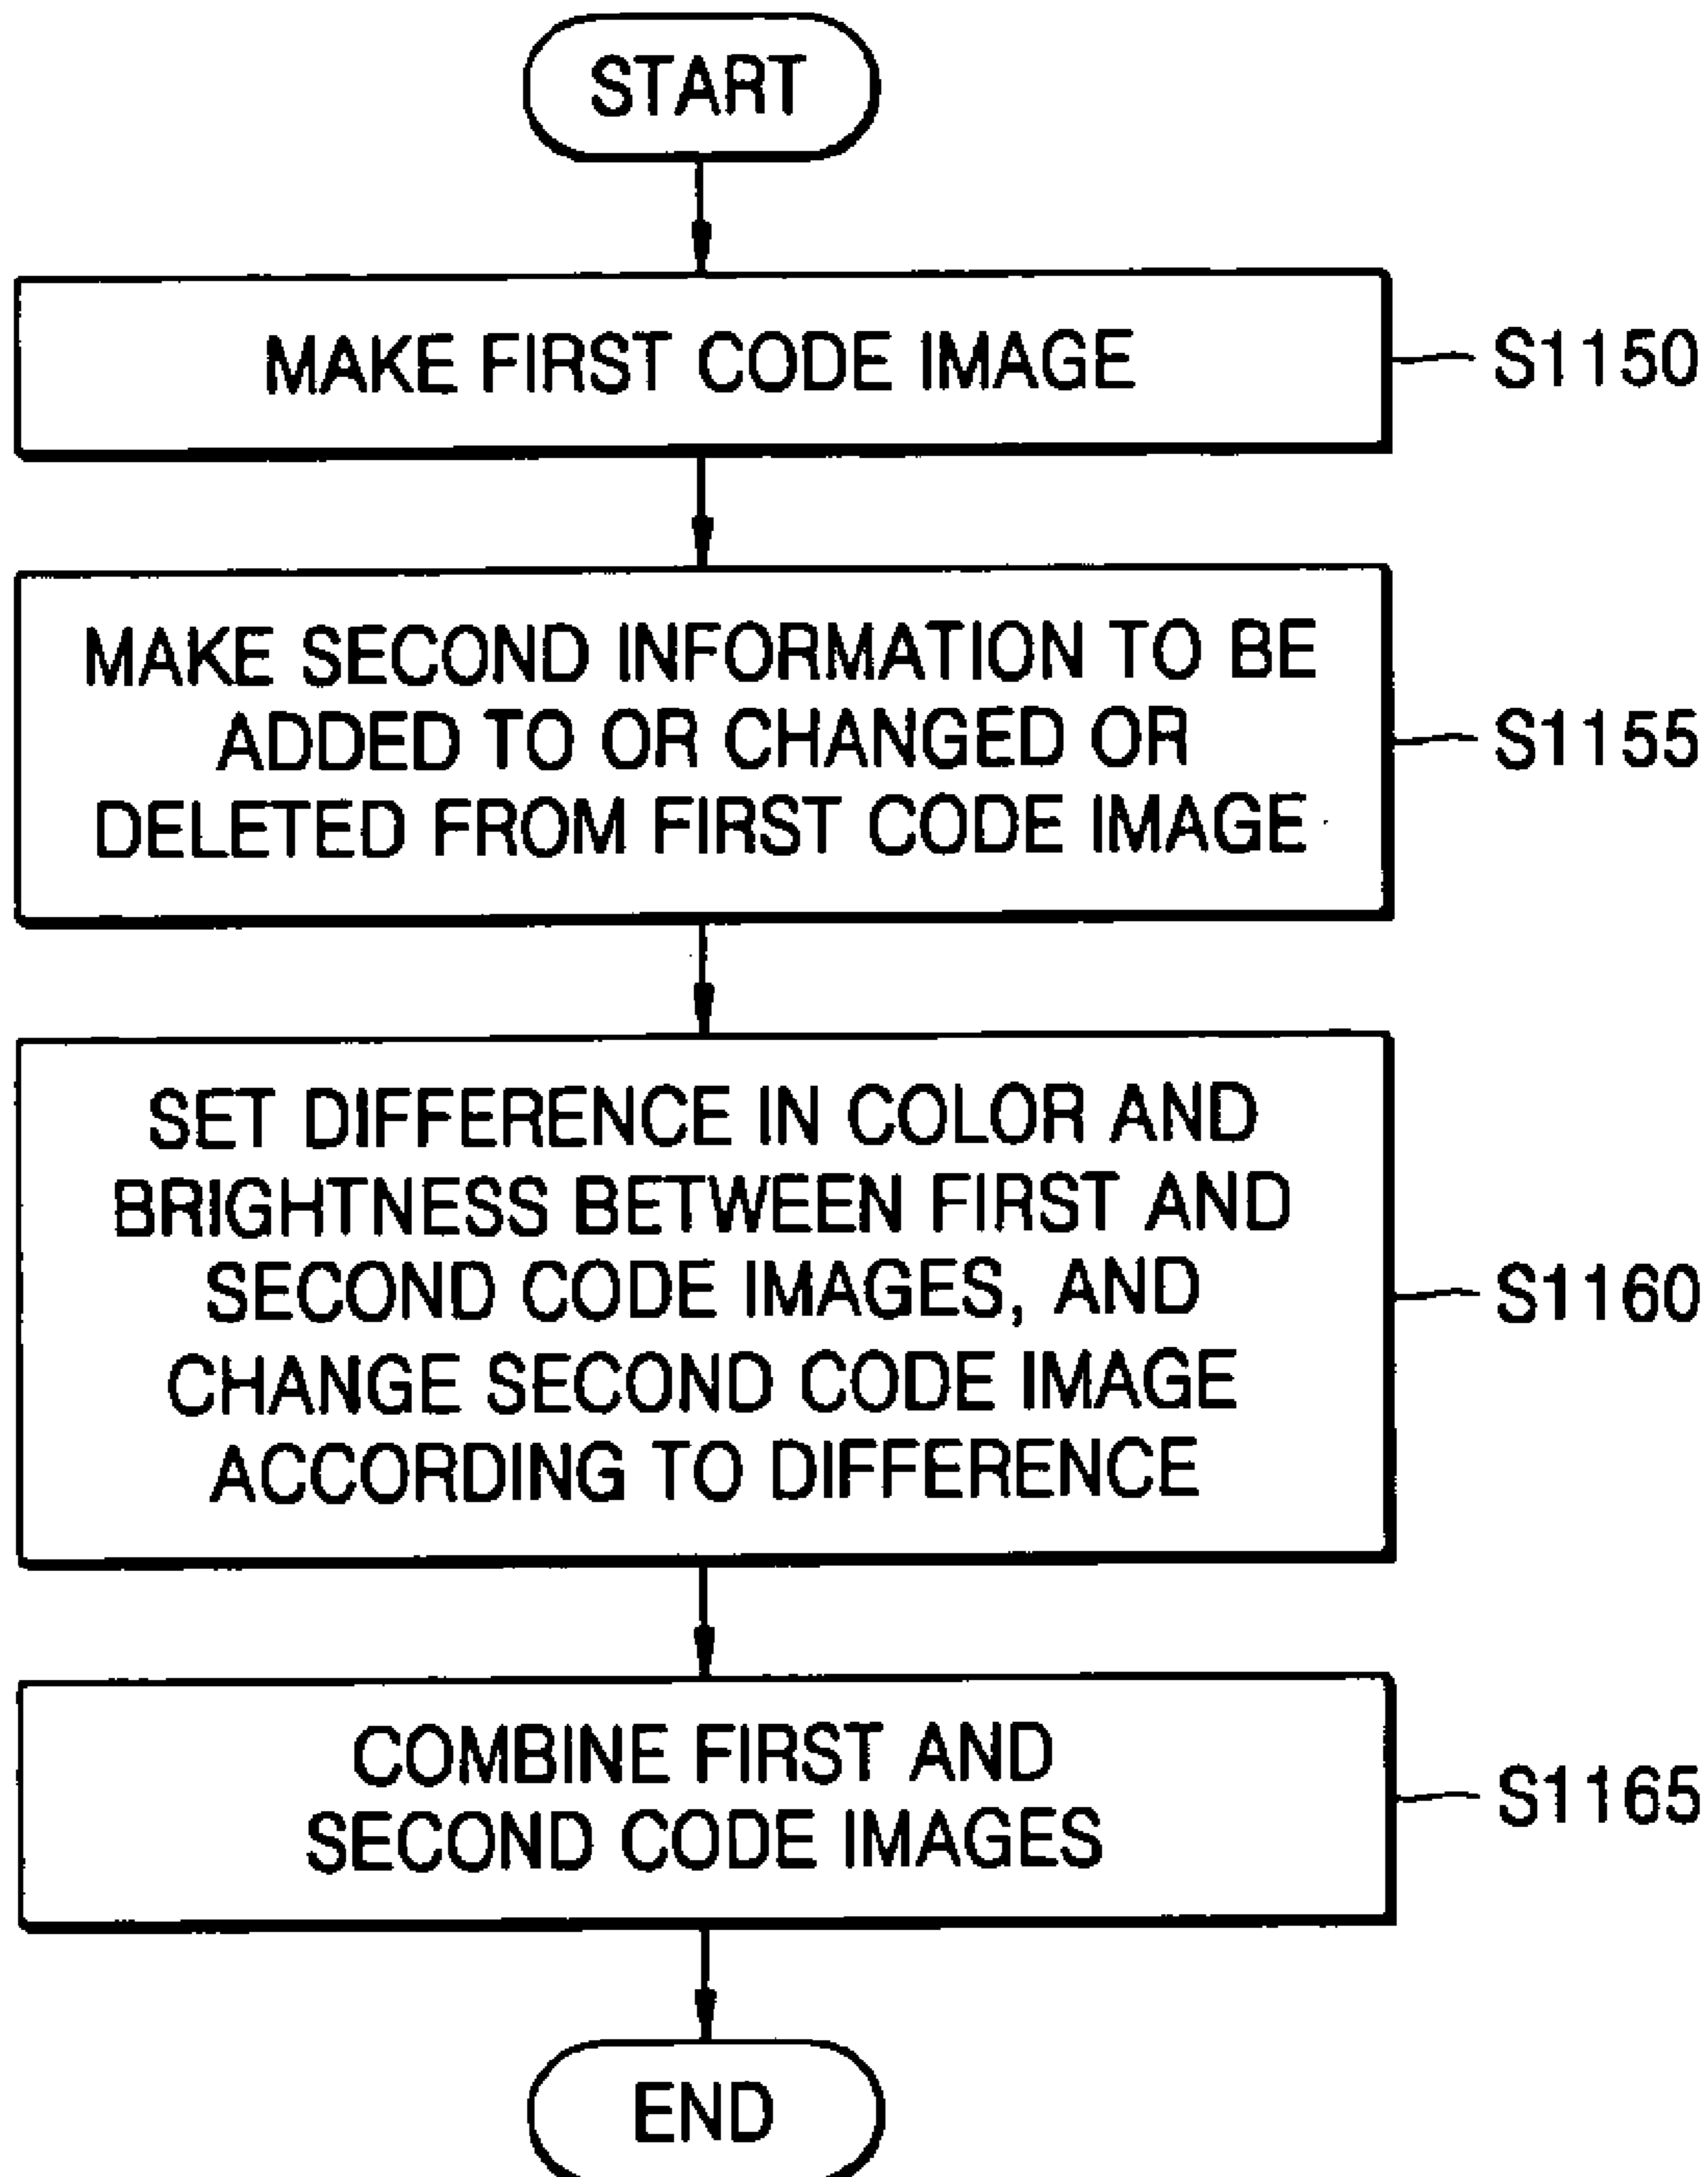 START
MAKE FIRST CODE IMAGE
S1150
MAKE SECOND INFORMATION TO BE
ADDED TO OR CHANGED OR
DELETED FROM FIRST CODE IMAGE
S1155
SET DIFFERENCE IN COLOR AND
BRIGHTNESS BETWEEN FIRST AND
SECOND CODE IMAGES, AND
CHANGE SECOND CODE IMAGE
ACCORDING TO DIFFERENCE
S1160
COMBINE FIRST AND
SECOND CODE IMAGES
S1165
END